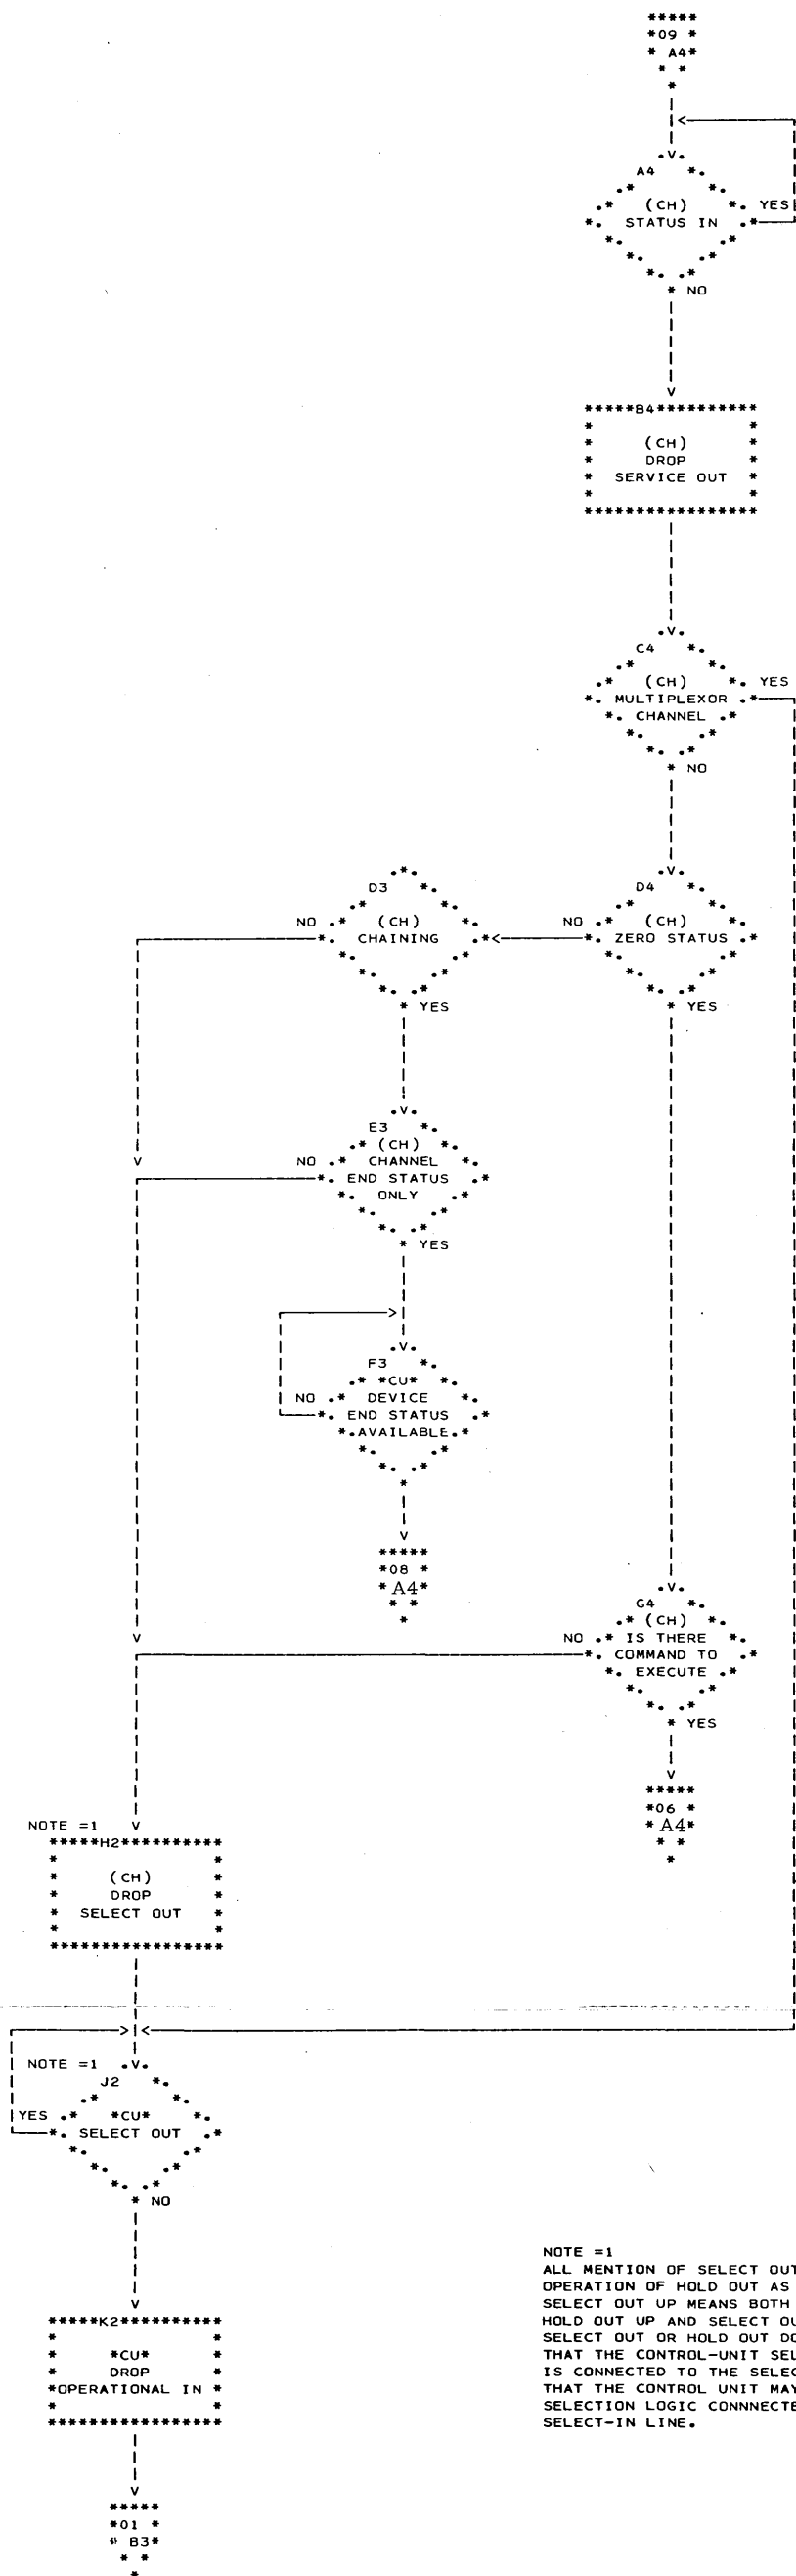 *09 *
* A4*
A4
(CH)
STATUS IN
YES
NO
*****B4**********
(CH)
DROP
SERVICE OUT
C4
(CH)
MULTIPLEXOR
CHANNEL
YES
NO
D3
(CH)
CHAINING
NO
YES
D4
(CH)
ZERO STATUS
NO
YES
E3
(CH)
CHANNEL
END STATUS
ONLY
NO
YES
F3
*CU*
DEVICE
END STATUS
AVAILABLE
NO
*08 *
* A4*
G4
(CH)
IS THERE
COMMAND TO
EXECUTE
NO
YES
*06 *
* A4*
NOTE =1
*****H2**********
(CH)
DROP
SELECT OUT
NOTE =1
J2
*CU*
SELECT OUT
YES
NO
*****K2**********
*CU*
DROP
*OPERATIONAL IN *
*01 *
* B3*
NOTE =1
ALL MENTION OF SELECT OUT
OPERATION OF HOLD OUT AS
SELECT OUT UP MEANS BOTH
HOLD OUT UP AND SELECT OU
SELECT OUT OR HOLD OUT DO
THAT THE CONTROL-UNIT SEL
IS CONNECTED TO THE SELEC
THAT THE CONTROL UNIT MAY
SELECTION LOGIC CONNNECTE
SELECT-IN LINE.